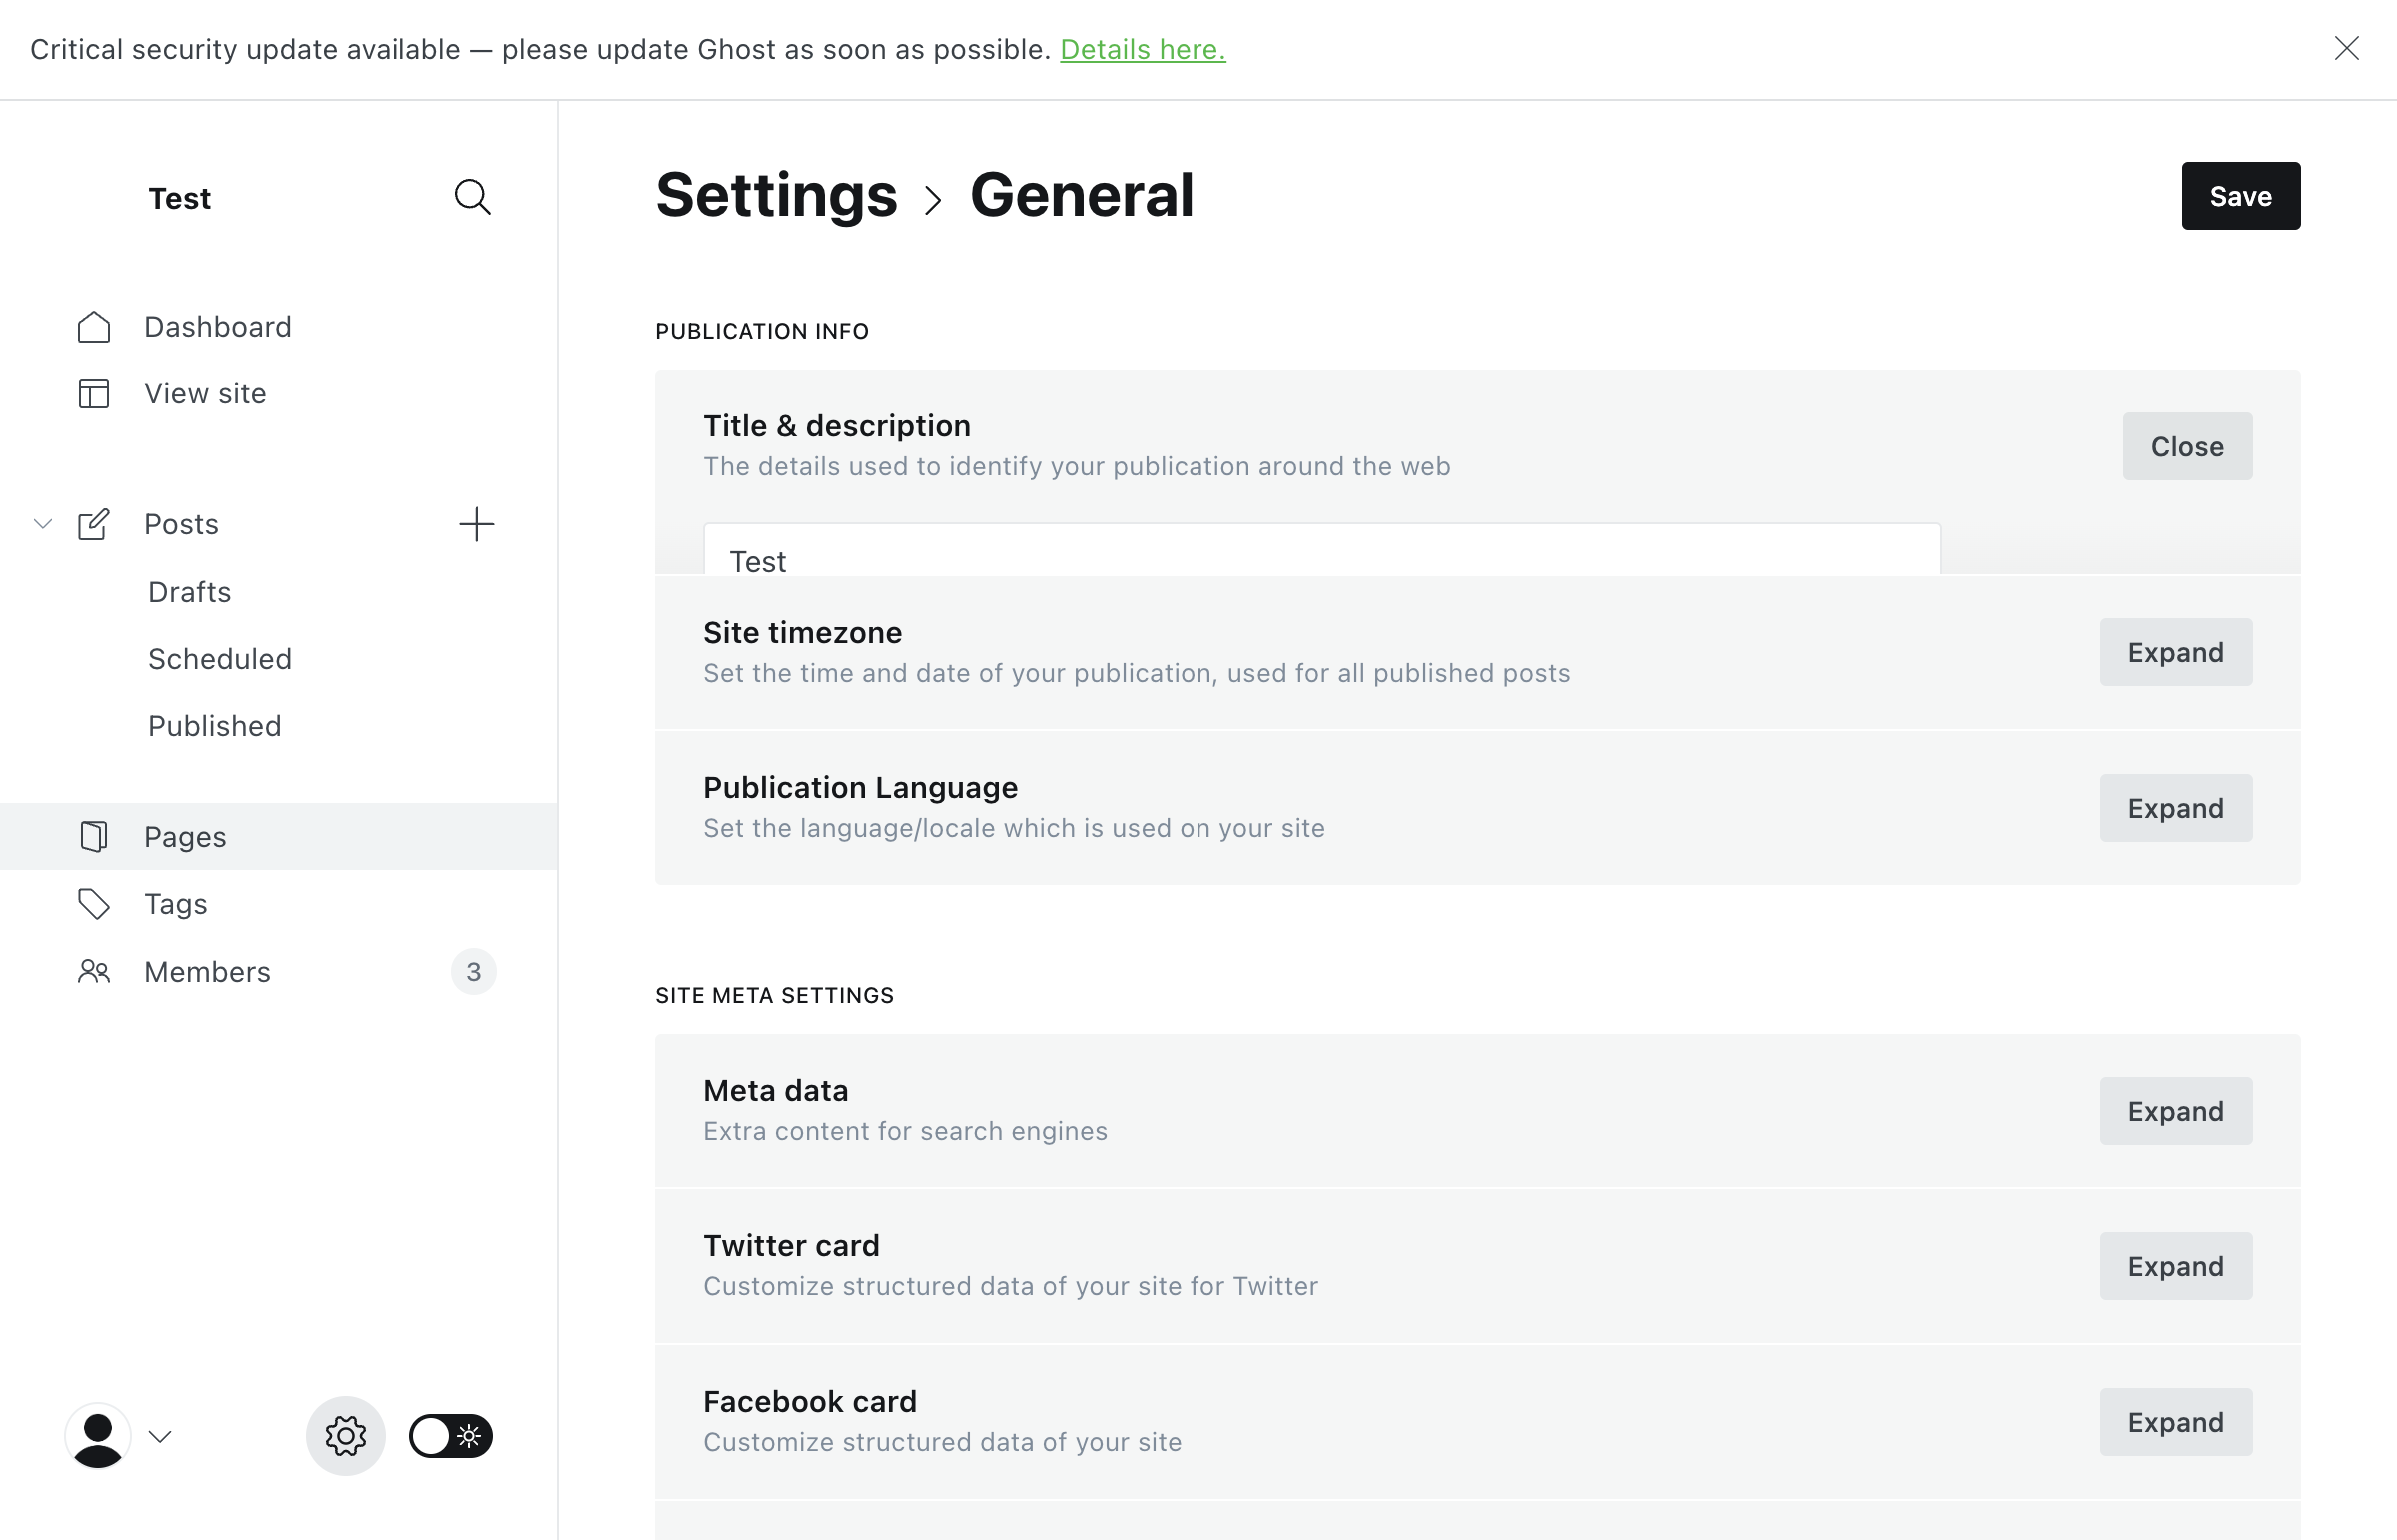 Critical security update available — please update Ghost as soon as possible. Details here.
Test
Dashboard
View site
Posts
Drafts
Scheduled
Published
Pages
Tags
Members 3
Settings > General
Save
PUBLICATION INFO
Title & description
The details used to identify your publication around the web
Close
Test
Site timezone
Set the time and date of your publication, used for all published posts
Expand
Publication Language
Set the language/locale which is used on your site
Expand
SITE META SETTINGS
Meta data
Extra content for search engines
Expand
Twitter card
Customize structured data of your site for Twitter
Expand
Facebook card
Customize structured data of your site
Expand